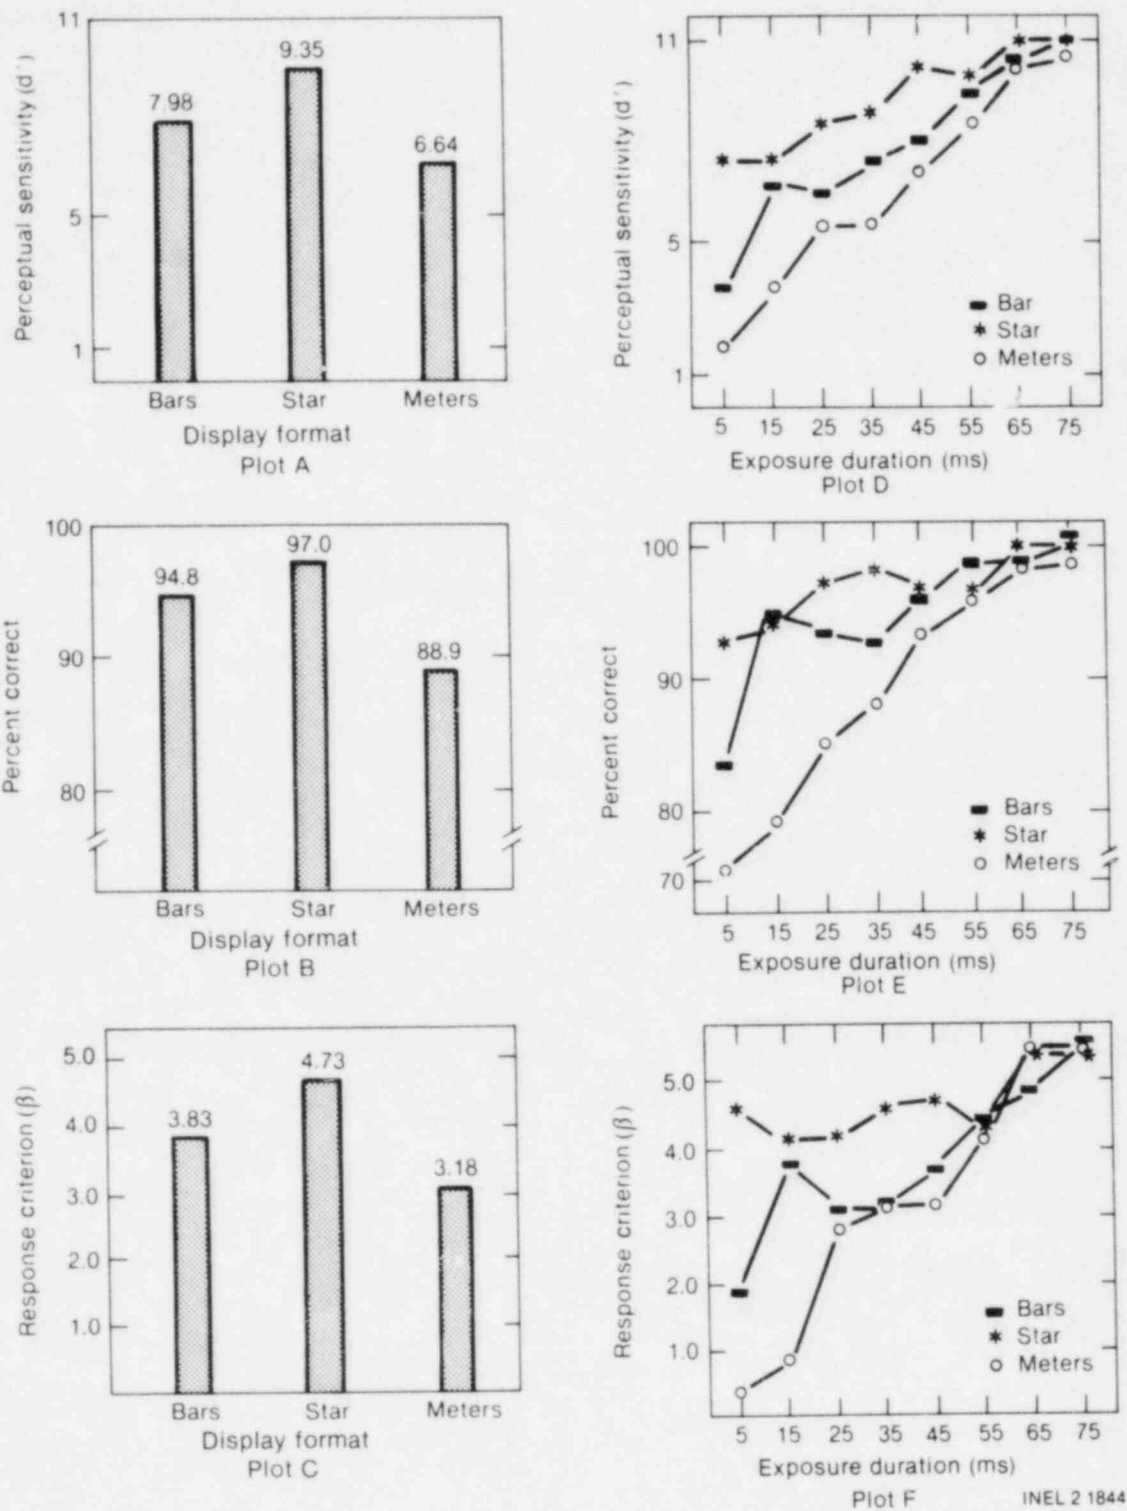 11
9.35
7.98
6.64
5
1
Perceptual sensitivity (d')
Bars Star Meters
Display format
Plot A
11
5
1
Perceptual sensitivity (d')
Bar
Star
Meters
5 15 25 35 45 55 65 75
Exposure duration (ms)
Plot D
100
97.0
94.8
90
88.9
80
Percent correct
Bars Star Meters
Display format
Plot B
100
90
80
70
Percent correct
Bars
Star
Meters
5 15 25 35 45 55 65 75
Exposure duration (ms)
Plot E
5.0
4.73
4.0
3.83
3.18
3.0
2.0
1.0
Response criterion (β)
Bars Star Meters
Display format
Plot C
5.0
4.0
3.0
2.0
1.0
Response criterion (β)
Bars
Star
Meters
5 15 25 35 45 55 65 75
Exposure duration (ms)
Plot F
INEL 2 1844